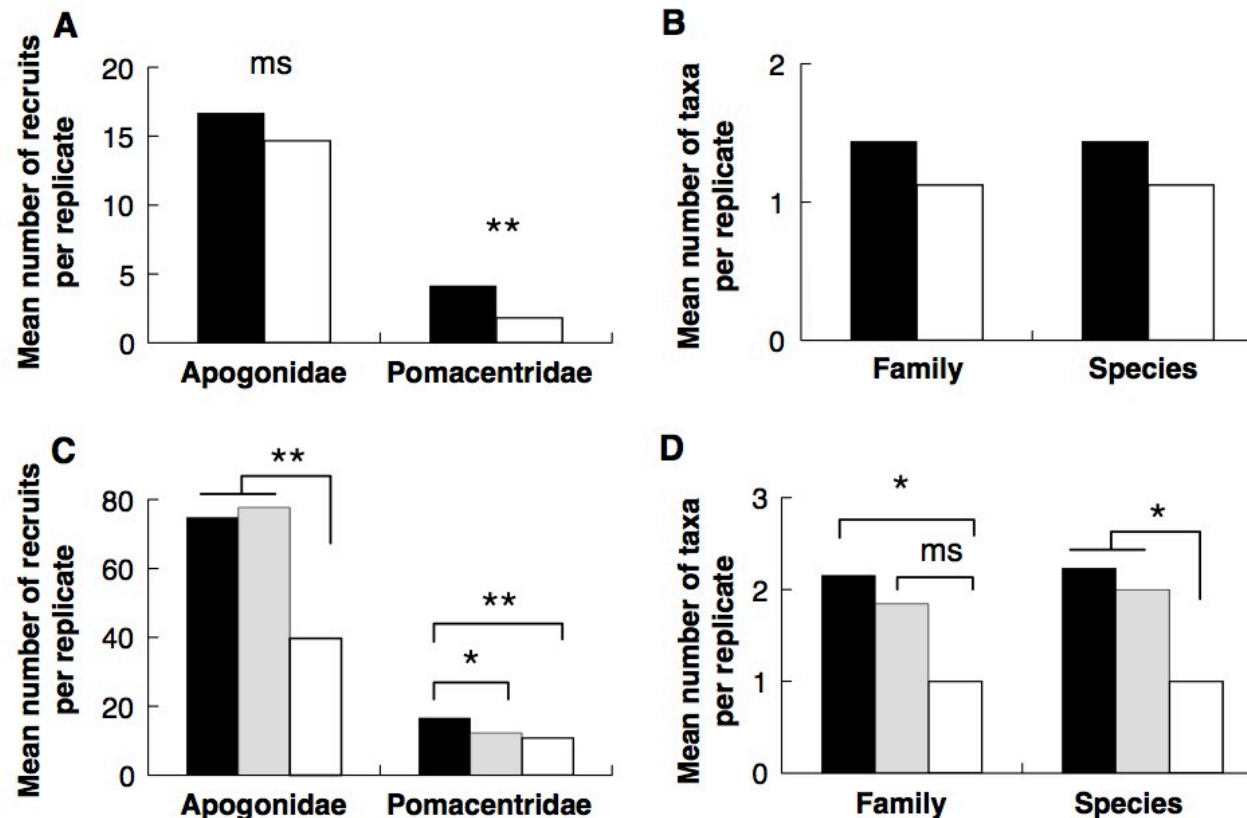 A
Mean number of recruits
per replicate
20
15
10
5
0
ms
**
Apogonidae
Pomacentridae
B
Mean number of taxa
per replicate
2
1
0
Family
Species
C
Mean number of recruits
per replicate
80
60
40
20
0
**
**
*
Apogonidae
Pomacentridae
D
Mean number of taxa
per replicate
3
2
1
0
*
ms
*
Family
Species